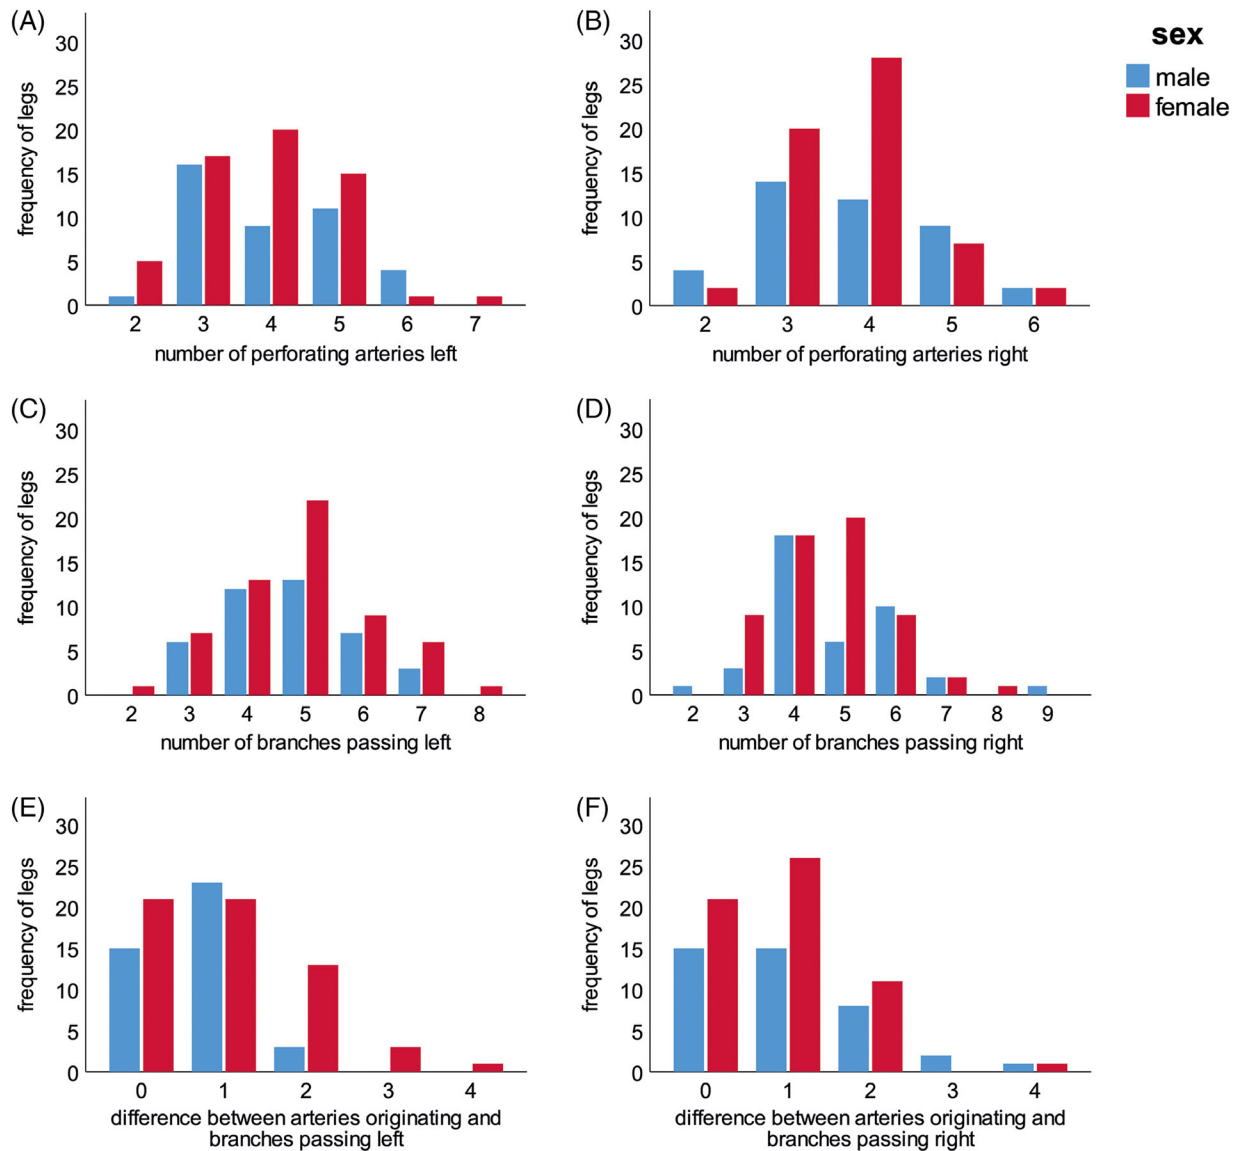 (A)
30
25
20
15
10
5
0
frequency of legs
2 3 4 5 6 7
number of perforating arteries left
(B)
30
25
20
15
10
5
0
frequency of legs
2 3 4 5 6
number of perforating arteries right
sex
male
female
(C)
30
25
20
15
10
5
0
frequency of legs
2 3 4 5 6 7 8
number of branches passing left
(D)
30
25
20
15
10
5
0
frequency of legs
2 3 4 5 6 7 8 9
number of branches passing right
(E)
30
25
20
15
10
5
0
frequency of legs
0 1 2 3 4
difference between arteries originating and
branches passing left
(F)
30
25
20
15
10
5
0
frequency of legs
0 1 2 3 4
difference between arteries originating and
branches passing right